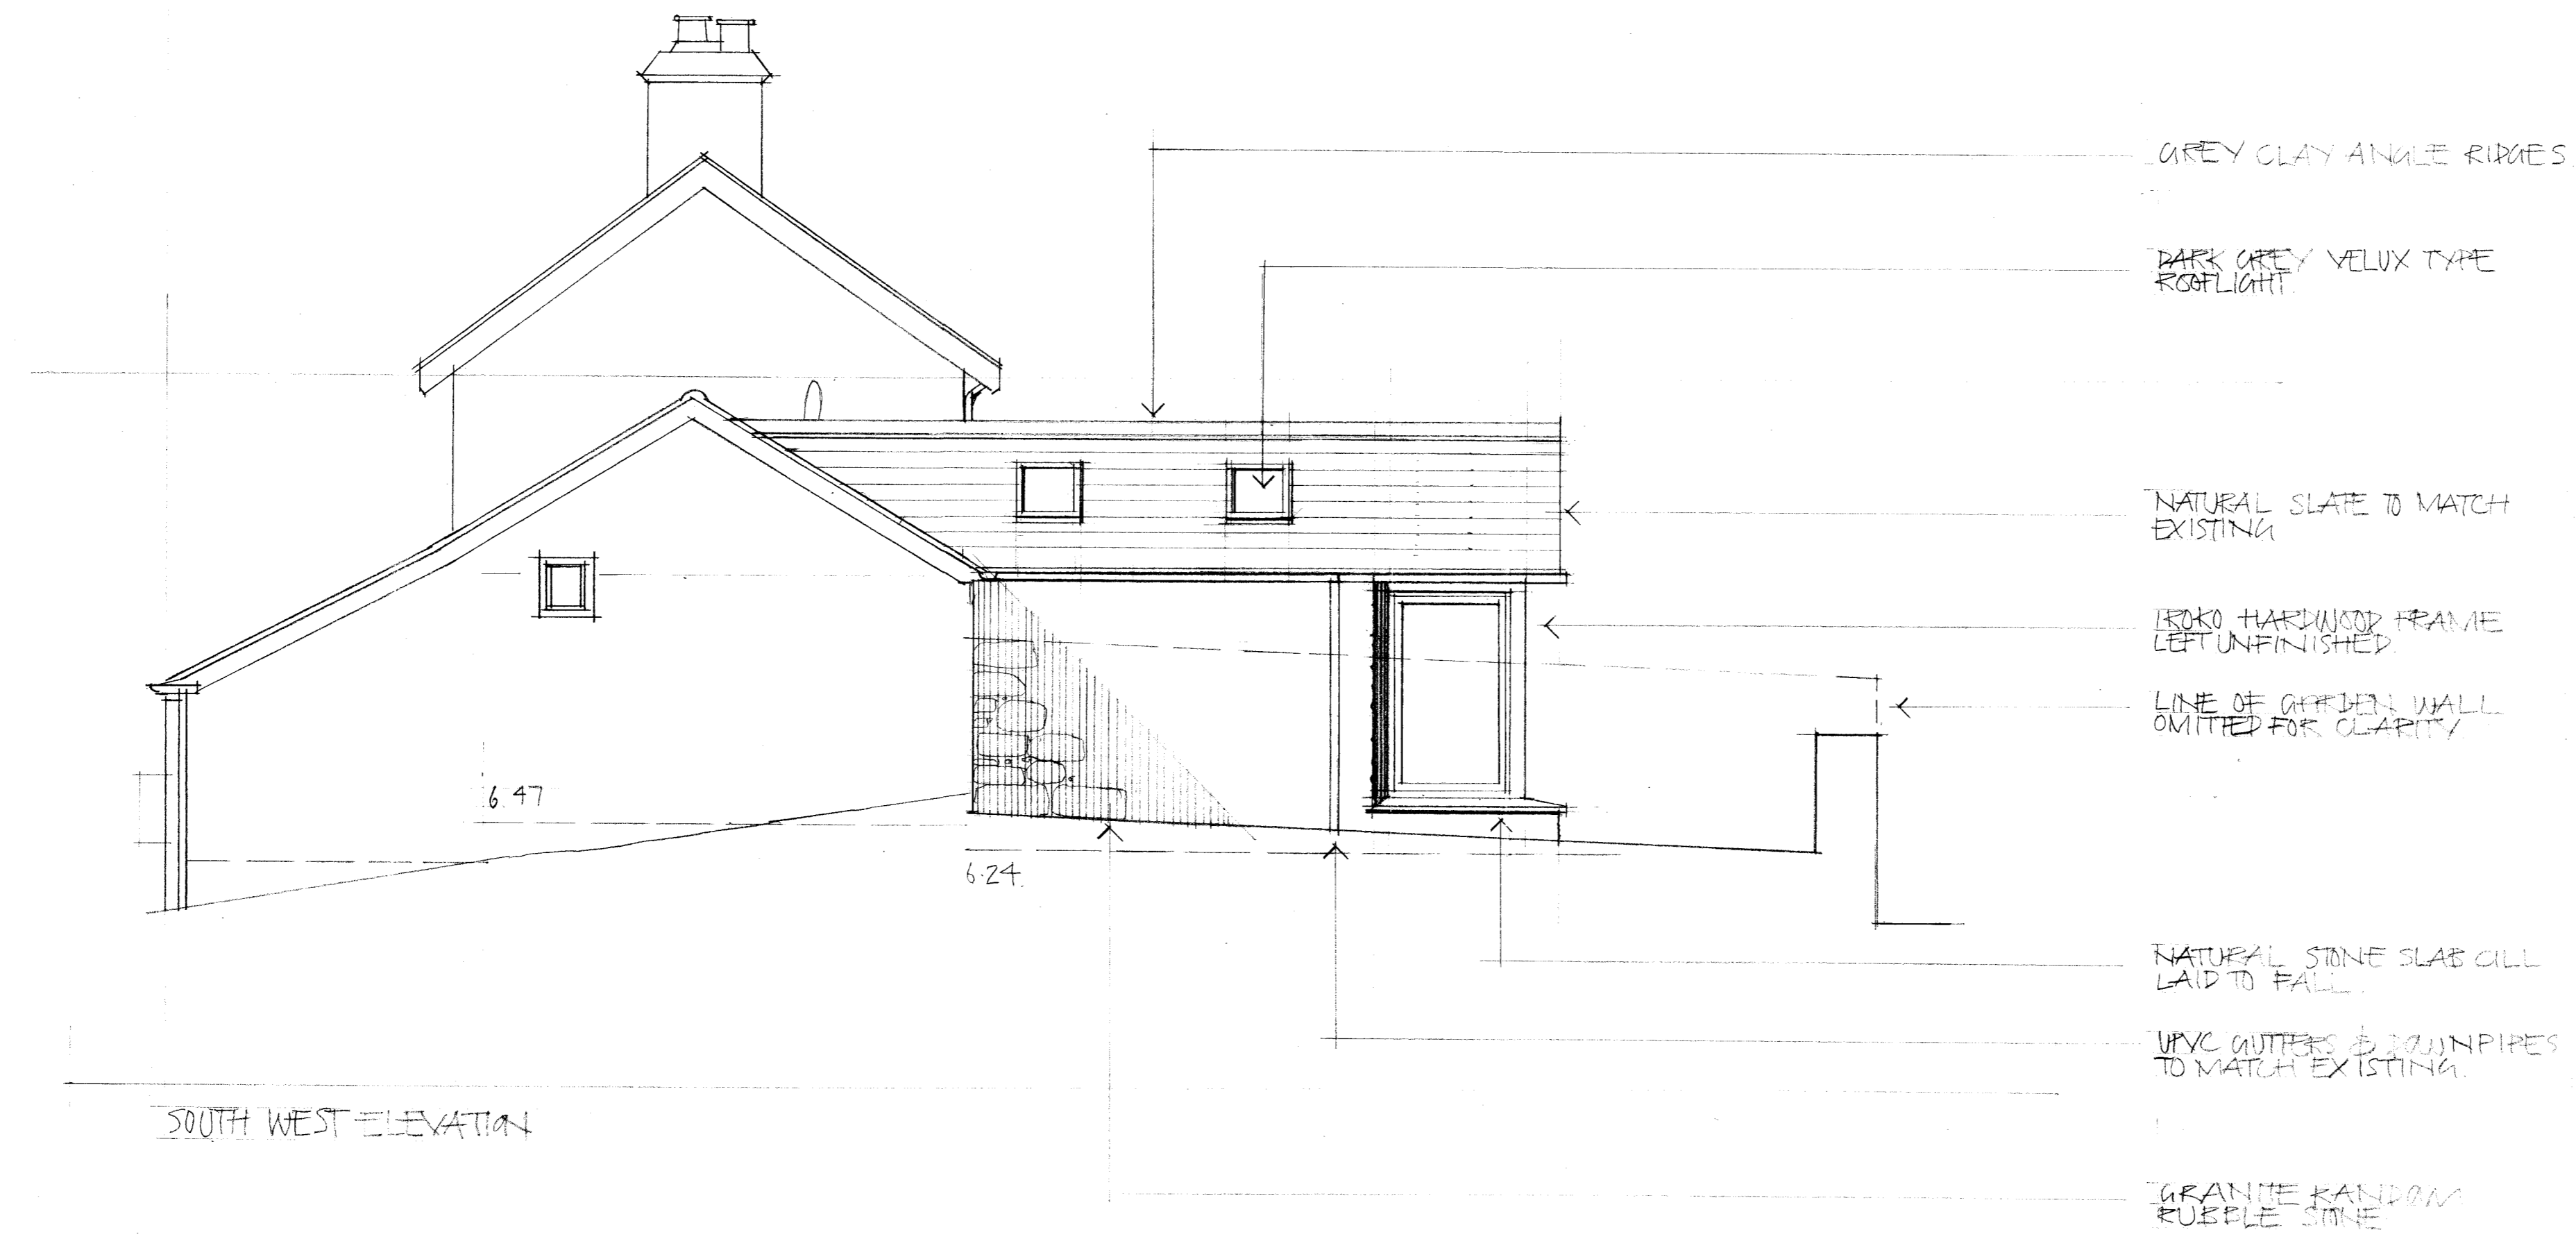 GREY CLAY ANGLE RIDGES
DARK GREY VELUX TYPE
ROOFLIGHT.
NATURAL SLATE TO MATCH
EXISTING
IROKO HARDWOOD FRAME
LEFT UNFINISHED.
LINE OF GARDEN WALL
OMITTED FOR CLARITY
6.47
6.24.
NATURAL STONE SLAB CILL
LAID TO FALL.
UPVC GUTTERS & DOWNPIPES
TO MATCH EXISTING.
SOUTH WEST ELEVATION
GRANITE RANDOM
RUBBLE STONE